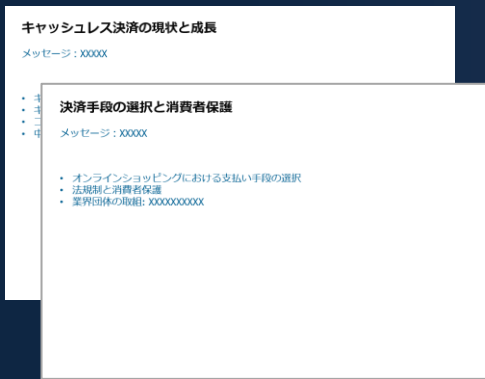 キャッシュレス決済の現状と成長
メッセージ：XXXXX
決済手段の選択と消費者保護
メッセージ：XXXXX
• オンラインショッピングにおける支払い手段の選択
• 法規制と消費者保護
• 業界団体の取組: XXXXXXXXXX